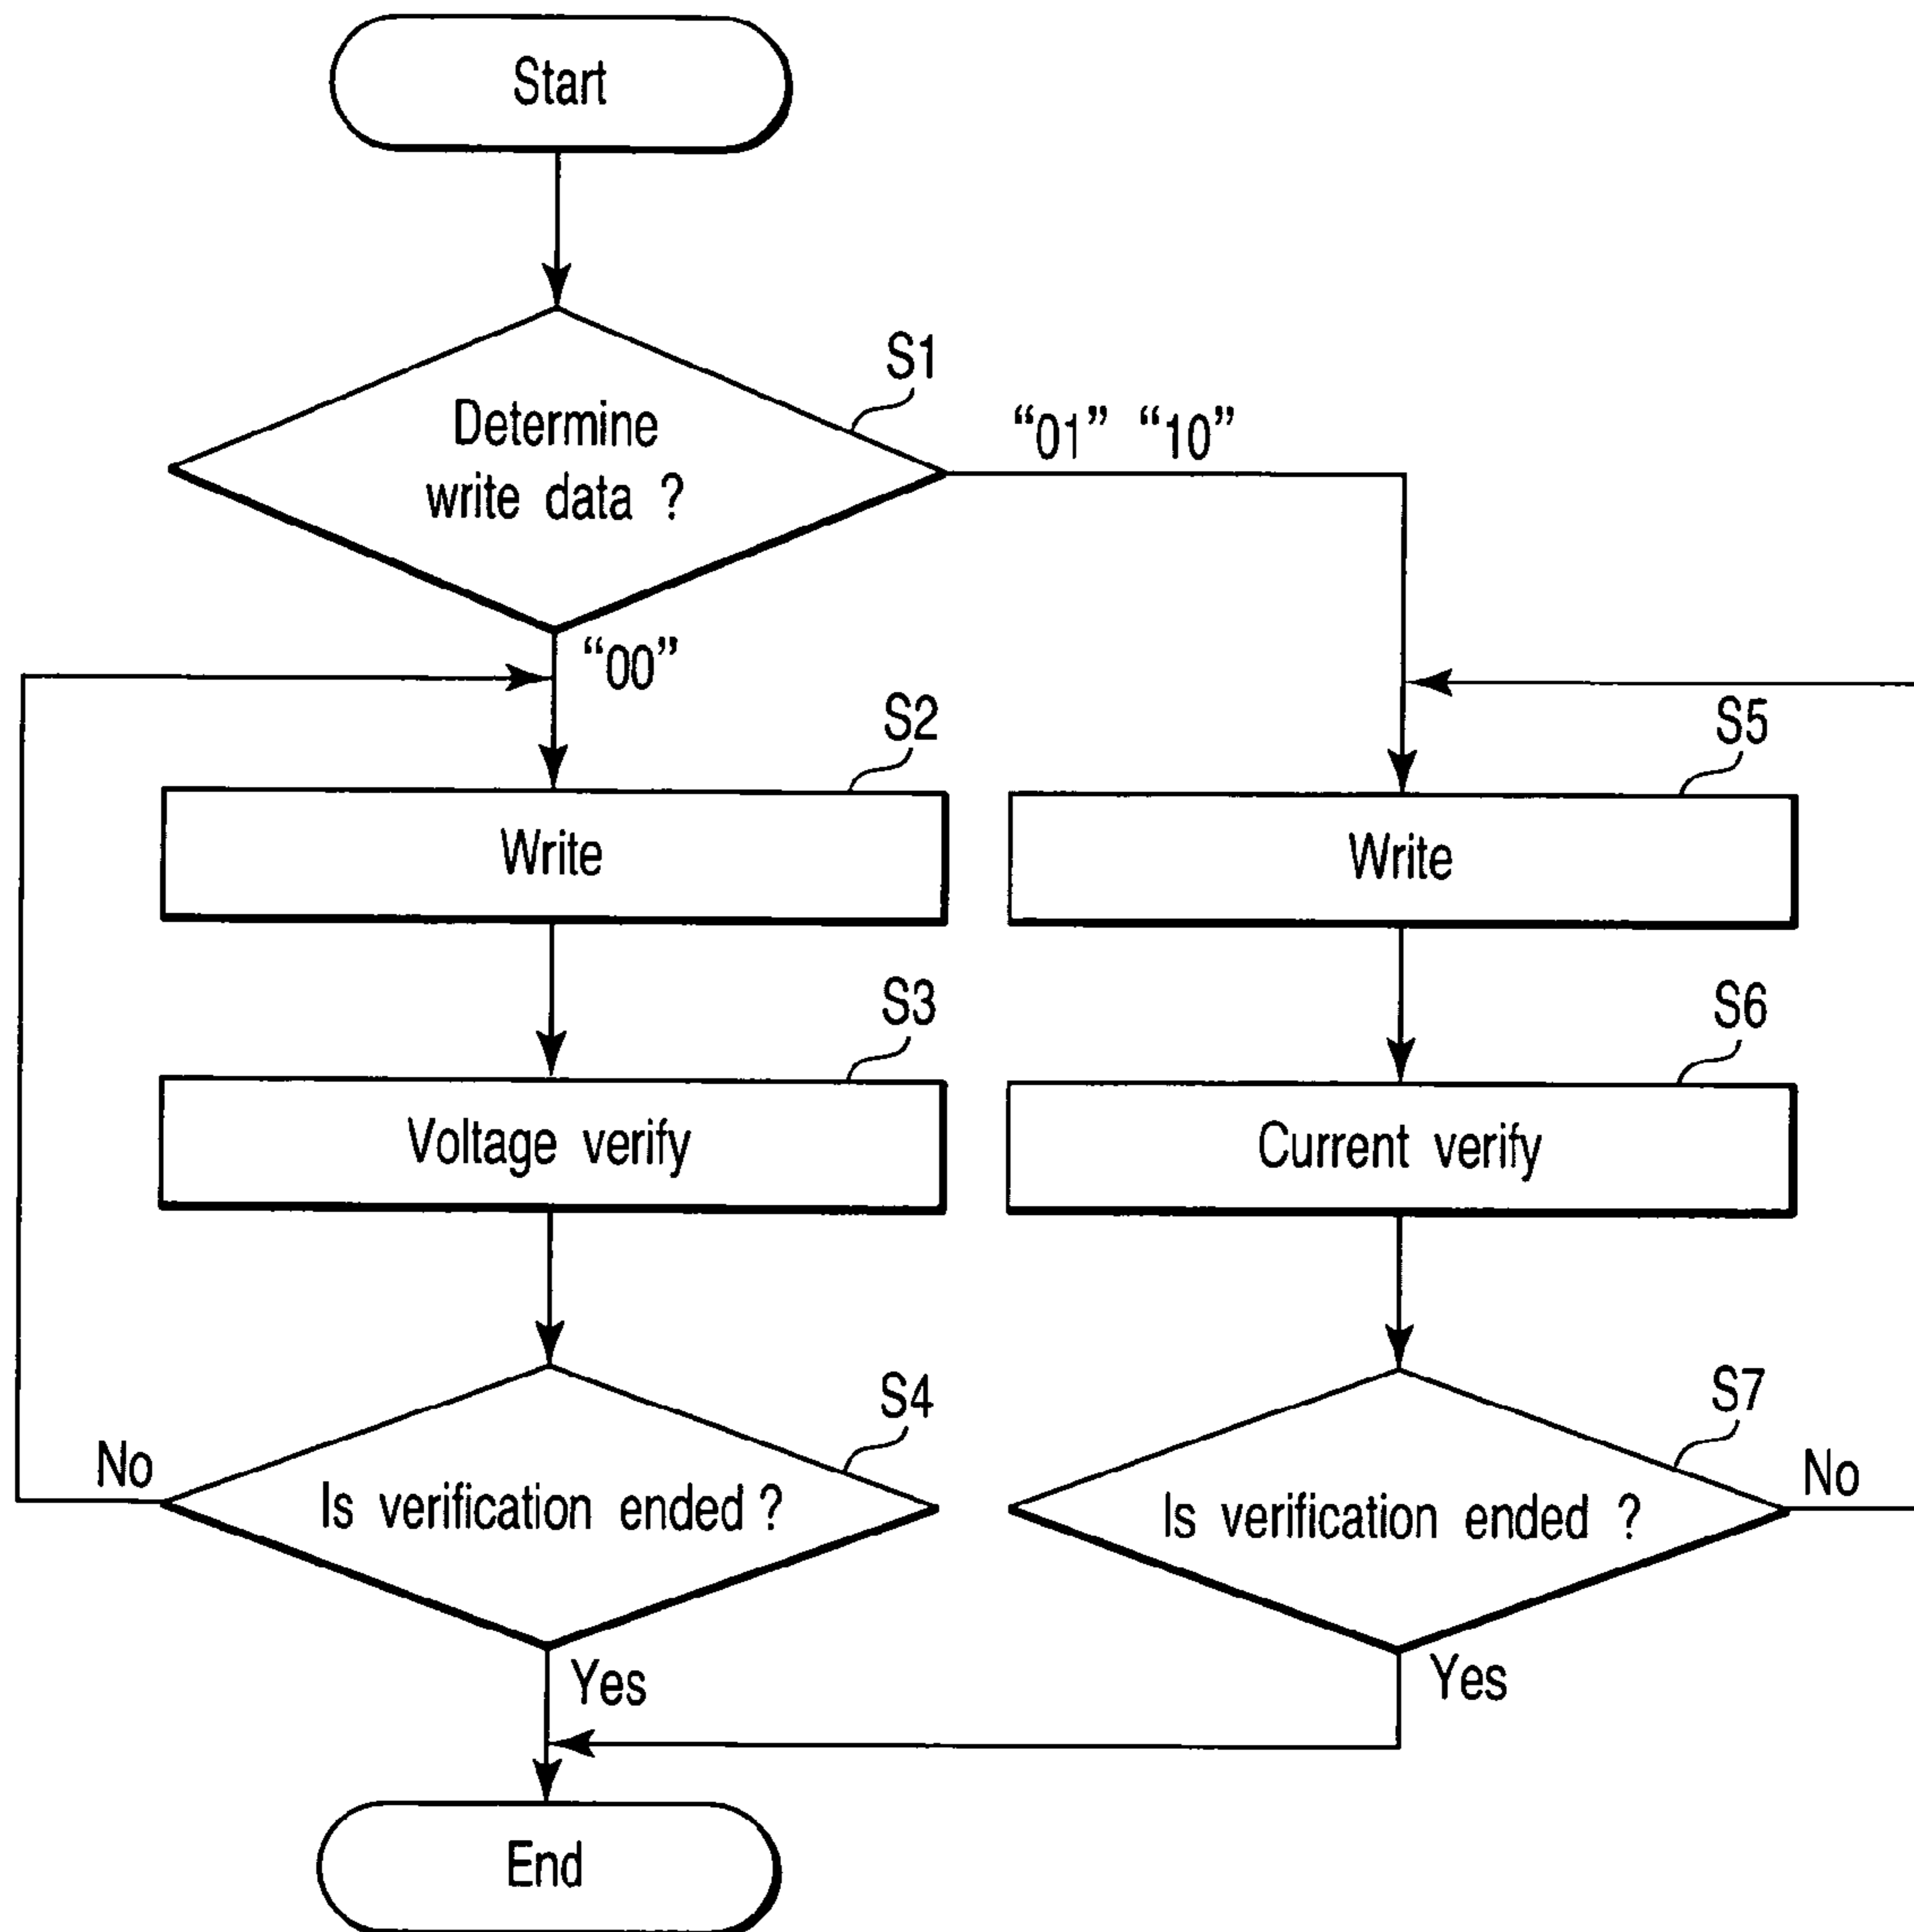 Start
S1
Determine
write data ?
“01” “10”
“00”
S2
S5
Write
Write
S3
S6
Voltage verify
Current verify
S4
S7
No
Is verification ended ?
Is verification ended ?
No
Yes
Yes
End